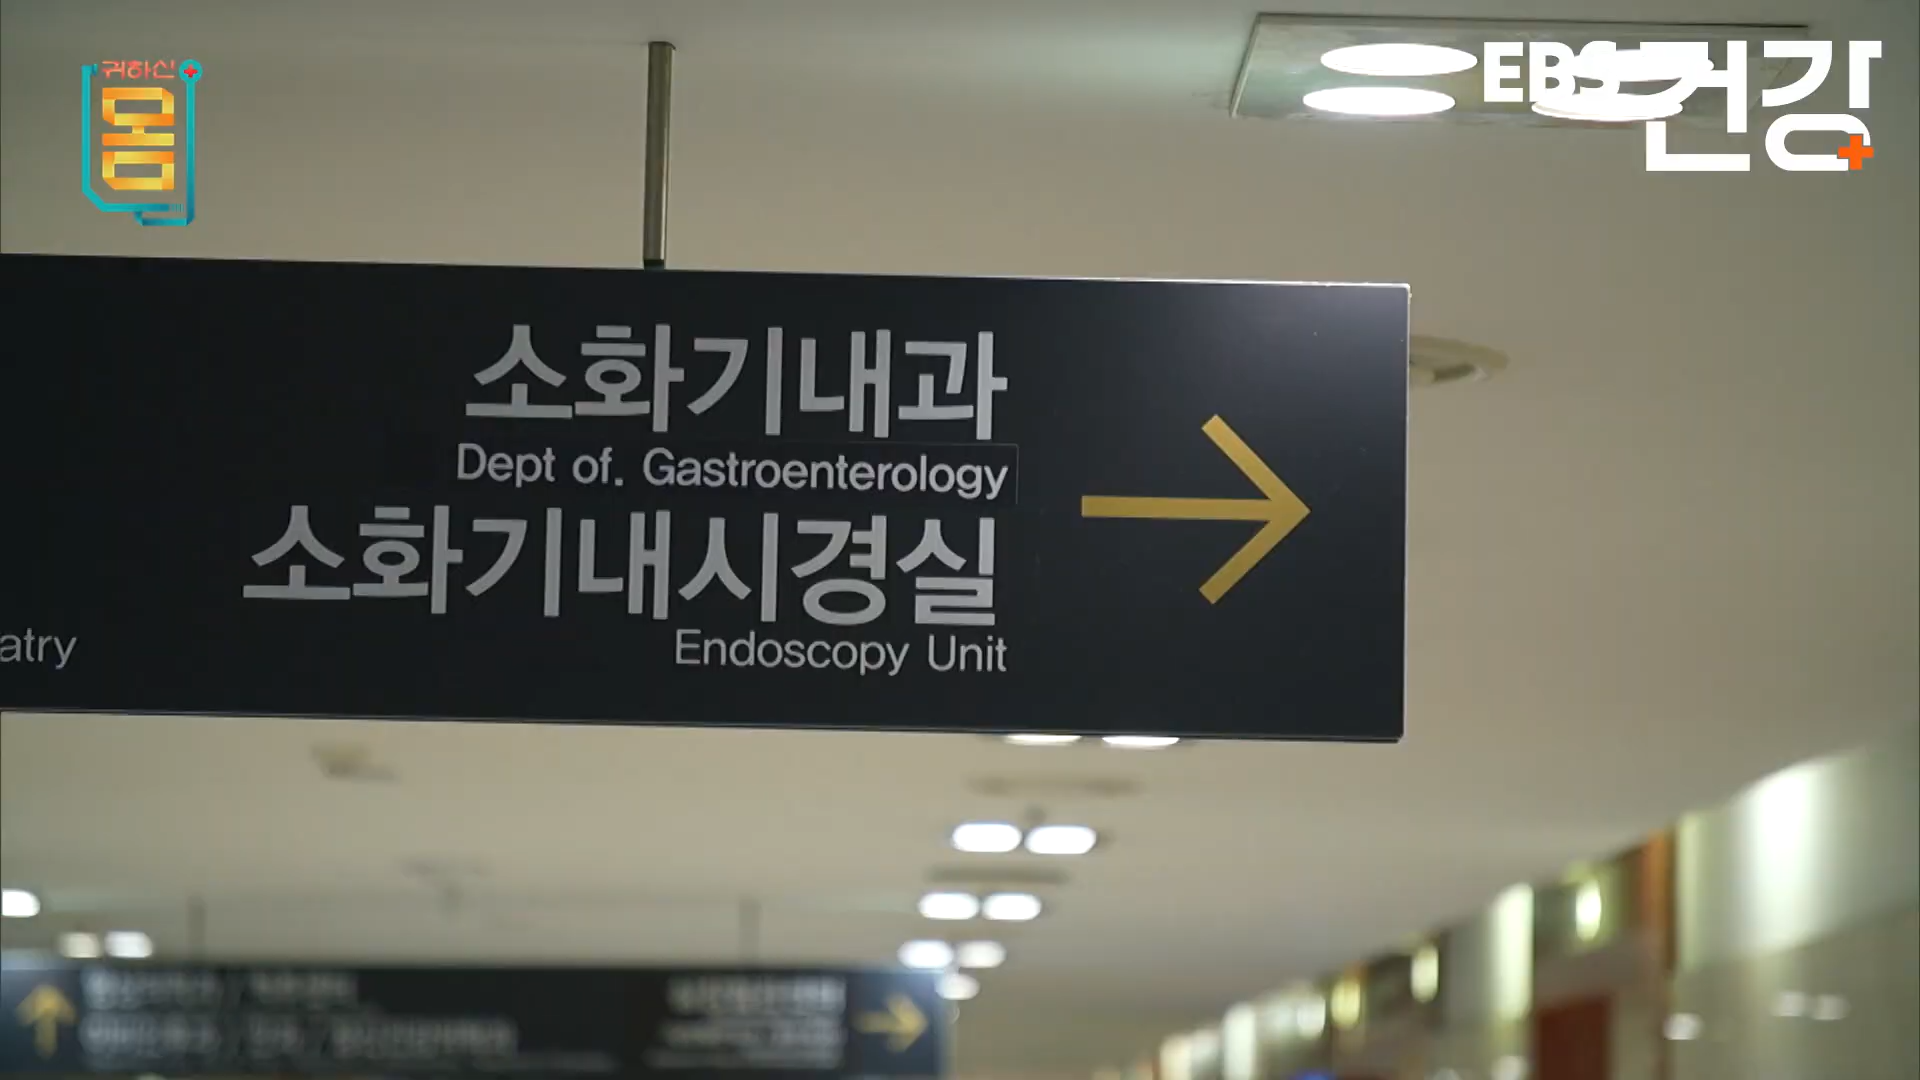 귀하신
몸
EBS
건강
소화기내과
Dept of. Gastroenterology
소화기내시경실
Endoscopy Unit
atry